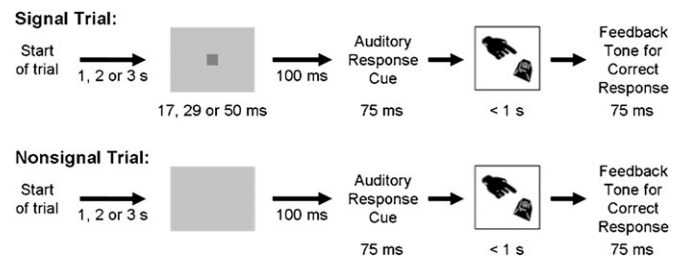 Signal Trial:
Start
of trial
1, 2 or 3 s
17, 29 or 50 ms
100 ms
Auditory
Response
Cue
75 ms
< 1 s
Feedback
Tone for
Correct
Response
75 ms
Nonsignal Trial:
Start
of trial
1, 2 or 3 s
100 ms
Auditory
Response
Cue
75 ms
< 1 s
Feedback
Tone for
Correct
Response
75 ms